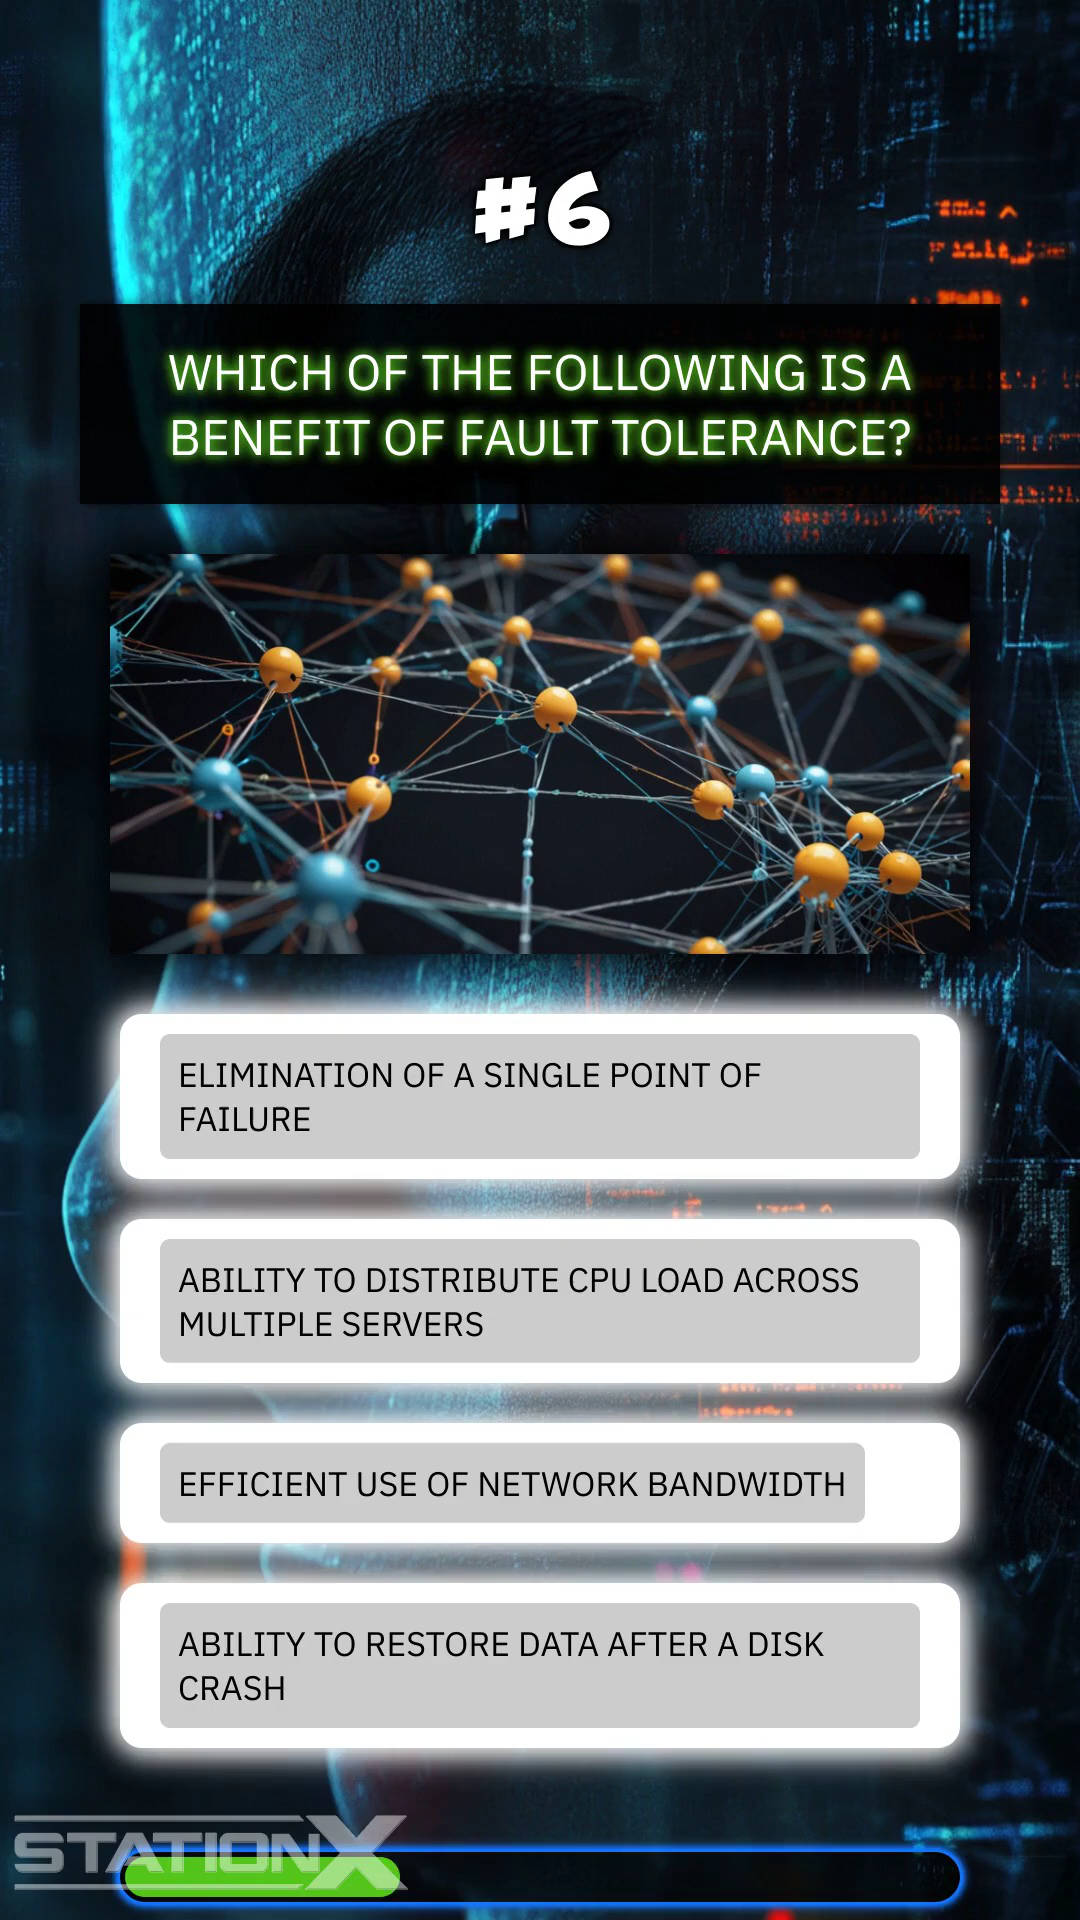 #6
WHICH OF THE FOLLOWING IS A
BENEFIT OF FAULT TOLERANCE?
ELIMINATION OF A SINGLE POINT OF
FAILURE
ABILITY TO DISTRIBUTE CPU LOAD ACROSS
MULTIPLE SERVERS
EFFICIENT USE OF NETWORK BANDWIDTH
ABILITY TO RESTORE DATA AFTER A DISK
CRASH
STATIONX